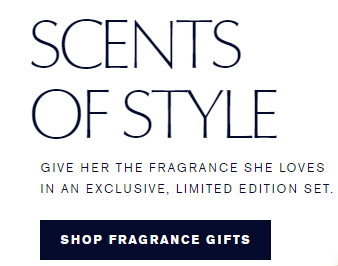 SCENTS
OF STYLE
GIVE HER THE FRAGRANCE SHE LOVES
IN AN EXCLUSIVE, LIMITED EDITION SET.
SHOP FRAGRANCE GIFTS